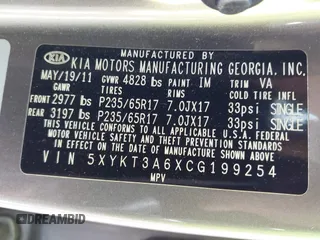 MANUFACTURED BY
KIA KIA MOTORS MANUFACTURING GEORGIA, INC.
MAY/19/11 GVWR 4828 lbs PAINT IM TRIM VA
TIRES RIMS COLD TIRE INFLATION
FRONT 2977 lbs P235/65R17 7.0JX17 33psi SINGLE
REAR 3197 lbs P235/65R17 7.0JX17 33psi SINGLE
THIS VEHICLE CONFORMS TO ALL APPLICABLE U.S.A FEDERAL
MOTOR VEHICLE SAFETY AND THEFT PREVENTION STANDARDS
IN EFFECT ON THE DATE OF MANUFACTURE SHOWN ABOVE.
VIN 5XYKT3A6XCG199254
MPV
DREAMBID